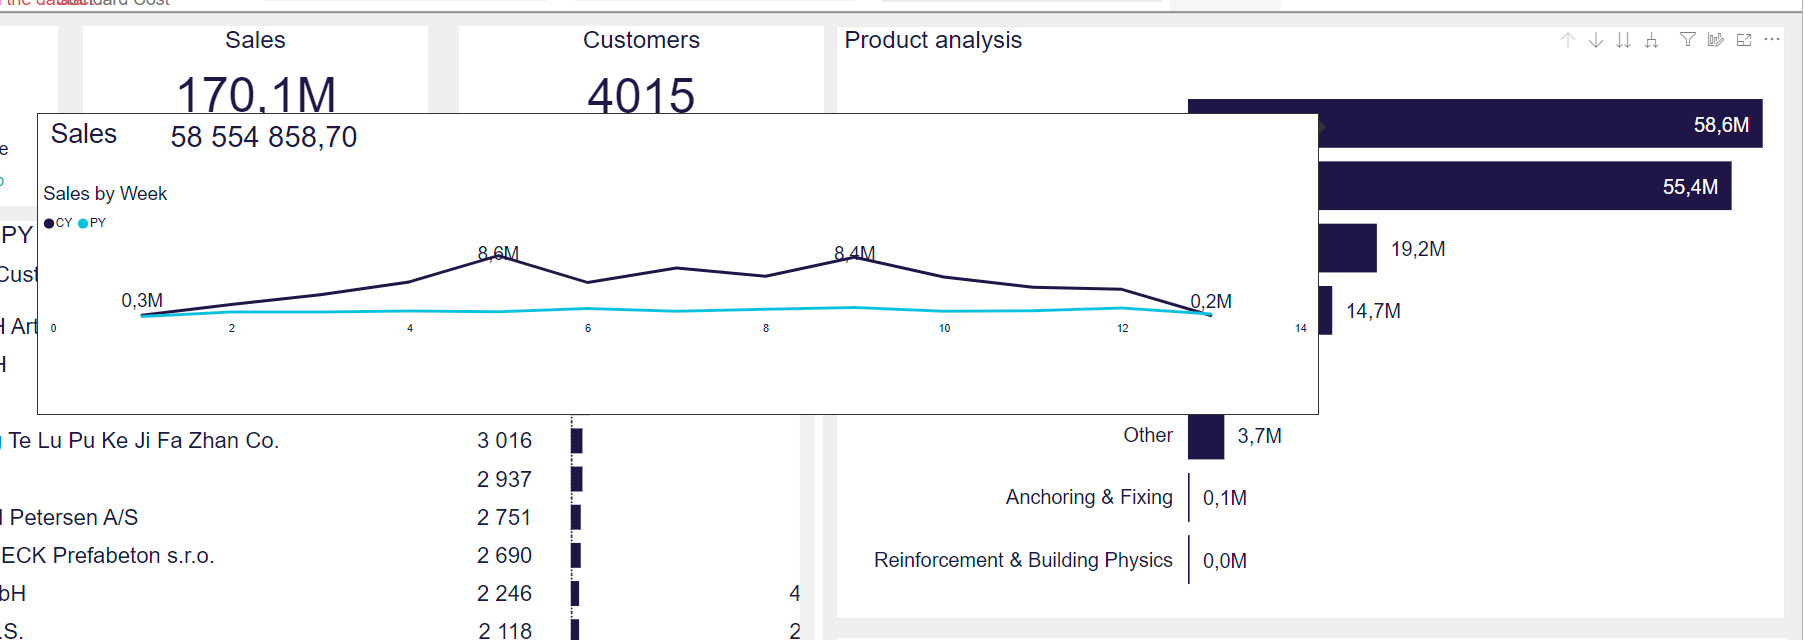 Standard Cost
Sales
Customers
Product analysis
170,1M
4015
Sales 58 554 858,70
58,6M
Sales by Week
55,4M
CY PY
PY
8,6M
8,4M
19,2M
Cust
0,3M
0,2M
14,7M
H Art
0 2 4 6 8 10 12 14
H
Te Lu Pu Ke Ji Fa Zhan Co. 3 016
Other 3,7M
2 937
Anchoring & Fixing 0,1M
Petersen A/S 2 751
ECK Prefabeton s.r.o. 2 690
Reinforcement & Building Physics 0,0M
bH 2 246 4
.S. 2 118 2